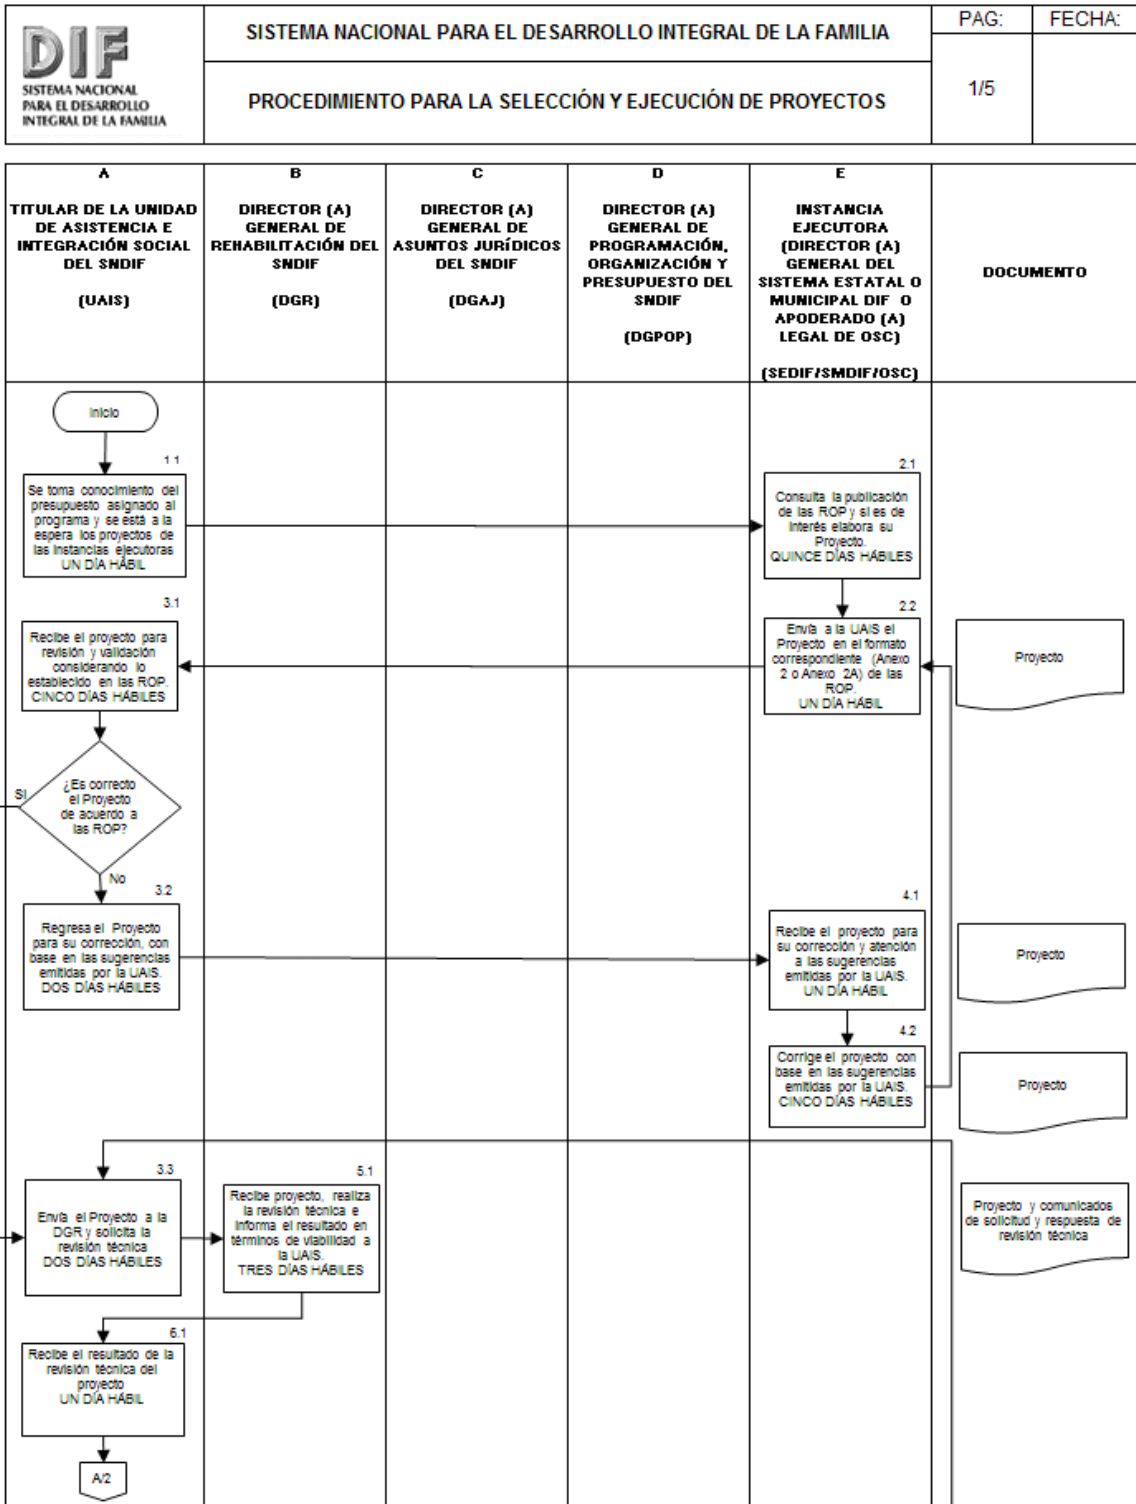 DIF
SISTEMA NACIONAL
PARA EL DESARROLLO
INTEGRAL DE LA FAMILIA
SISTEMA NACIONAL PARA EL DESARROLLO INTEGRAL DE LA FAMILIA
PROCEDIMIENTO PARA LA SELECCIÓN Y EJECUCIÓN DE PROYECTOS
PAG:
FECHA:
1/5
A
TITULAR DE LA UNIDAD
DE ASISTENCIA E
INTEGRACIÓN SOCIAL
DEL SNDIF
(UAIS)
B
DIRECTOR (A)
GENERAL DE
REHABILITACIÓN DEL
SNDIF
(DGR)
C
DIRECTOR (A)
GENERAL DE
ASUNTOS JURÍDICOS
DEL SNDIF
(DGAJ)
D
DIRECTOR (A)
GENERAL DE
PROGRAMACIÓN,
ORGANIZACIÓN Y
PRESUPUESTO DEL
SNDIF
(DGPOP)
E
INSTANCIA
EJECUTORA
(DIRECTOR (A)
GENERAL DEL
SISTEMA ESTATAL O
MUNICIPAL DIF O
APODERADO (A)
LEGAL DE OSC)
(SEDIF/SMDIF/OSC)
DOCUMENTO
Inicio
1.1
Se toma conocimiento del
presupuesto asignado al
programa y se está a la
espera los proyectos de
las instancias ejecutoras
UN DÍA HÁBIL
2.1
Consulta la publicación
de las ROP y si es de
interés elabora su
Proyecto.
QUINCE DÍAS HÁBILES
3.1
Recibe el proyecto para
revisión y validación
considerando lo
establecido en las ROP.
CINCO DÍAS HÁBILES
2.2
Envía a la UAIS el
Proyecto en el formato
correspondiente (Anexo
2 o Anexo 2A) de las
ROP.
UN DÍA HÁBIL
Proyecto
¿Es correcto
el Proyecto
de acuerdo a
las ROP?
SI
No
3.2
Regresa el Proyecto
para su corrección, con
base en las sugerencias
emitidas por la UAIS.
DOS DÍAS HÁBILES
4.1
Recibe el proyecto para
su corrección y atención
a las sugerencias
emitidas por la UAIS.
UN DÍA HÁBIL
Proyecto
4.2
Corrige el proyecto con
base en las sugerencias
emitidas por la UAIS.
CINCO DÍAS HÁBILES
Proyecto
3.3
Envía el Proyecto a la
DGR y solicita la
revisión técnica
DOS DÍAS HÁBILES
5.1
Recibe proyecto, realiza
la revisión técnica e
informa el resultado en
términos de viabilidad a
la UAIS.
TRES DÍAS HÁBILES
Proyecto y comunicados
de solicitud y respuesta de
revisión técnica
6.1
Recibe el resultado de la
revisión técnica del
proyecto
UN DÍA HÁBIL
A/2